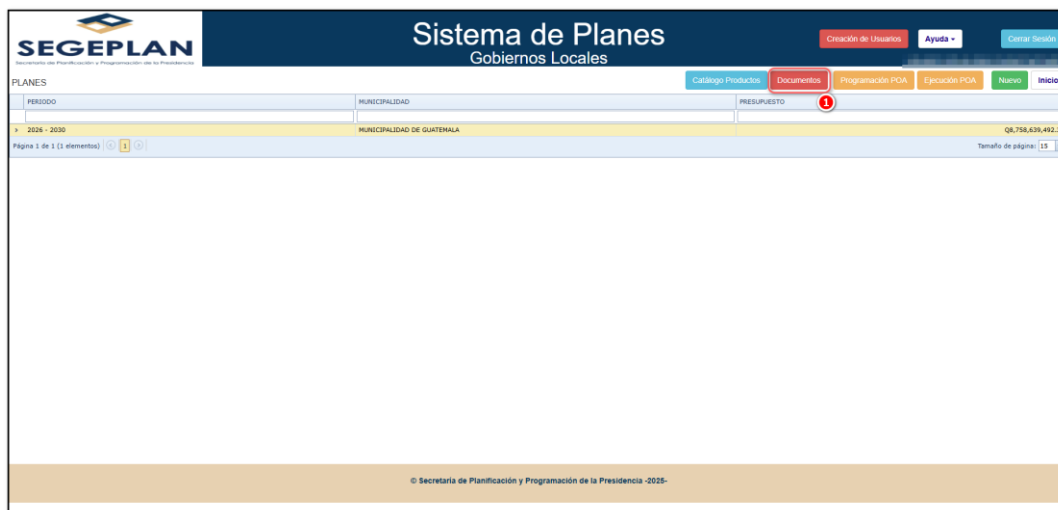 SEGEPLAN
Secretaría de Planificación y Programación de la Presidencia
Sistema de Planes
Gobiernos Locales
Creación de Usuarios
Ayuda
Cerrar Sesión
PLANES
Catálogo Productos
Documentos
Programación POA
Ejecución POA
Nuevo
Inicio
1
PERIODO
MUNICIPALIDAD
PRESUPUESTO
2026 - 2030
MUNICIPALIDAD DE GUATEMALA
Q8,758,639,492.
Página 1 de 1 (1 elementos)
1
Tamaño de página: 15
© Secretaría de Planificación y Programación de la Presidencia -2025-